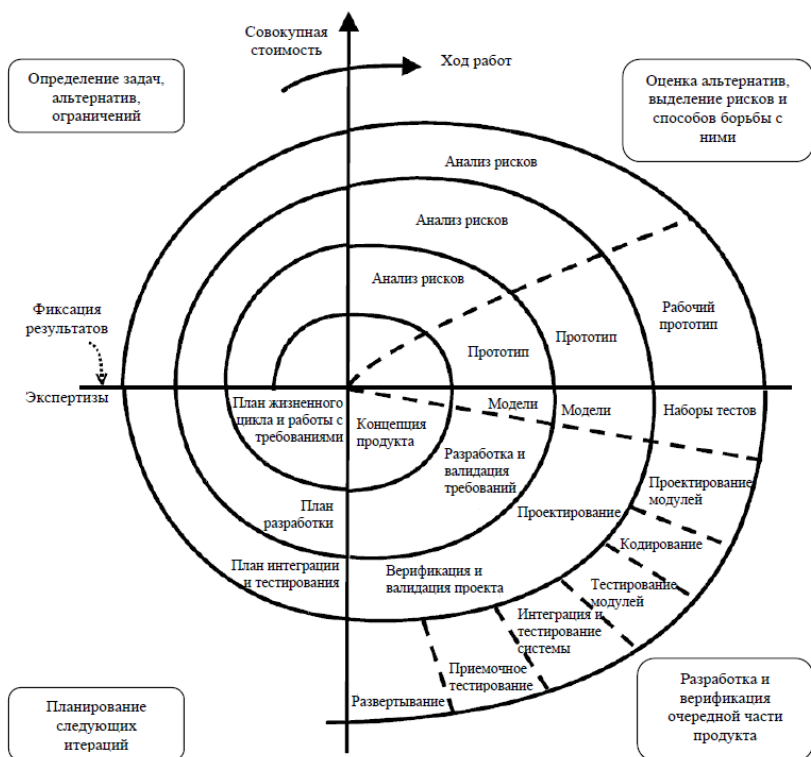 Совокупная
стоимость
Ход работ
Определение задач,
альтернатив,
ограничений
Оценка альтернатив,
выделение рисков и
способов борьбы с
ними
Анализ рисков
Анализ рисков
Анализ рисков
Фиксация
результатов
Рабочий
прототип
Прототип
Прототип
Экспертизы
План жизненного
цикла и работы с
требованиями
Концепция
продукта
Модели
Модели
Наборы тестов
Разработка и
валидация
требований
Проектирование
модулей
План
разработки
Проектирование
Кодирование
План интеграции
и тестирования
Верификация и
валидация проекта
Тестирование
модулей
Интеграция и
тестирование
системы
Приемочное
тестирование
Развертывание
Планирование
следующих
итераций
Разработка и
верификация
очередной части
продукта